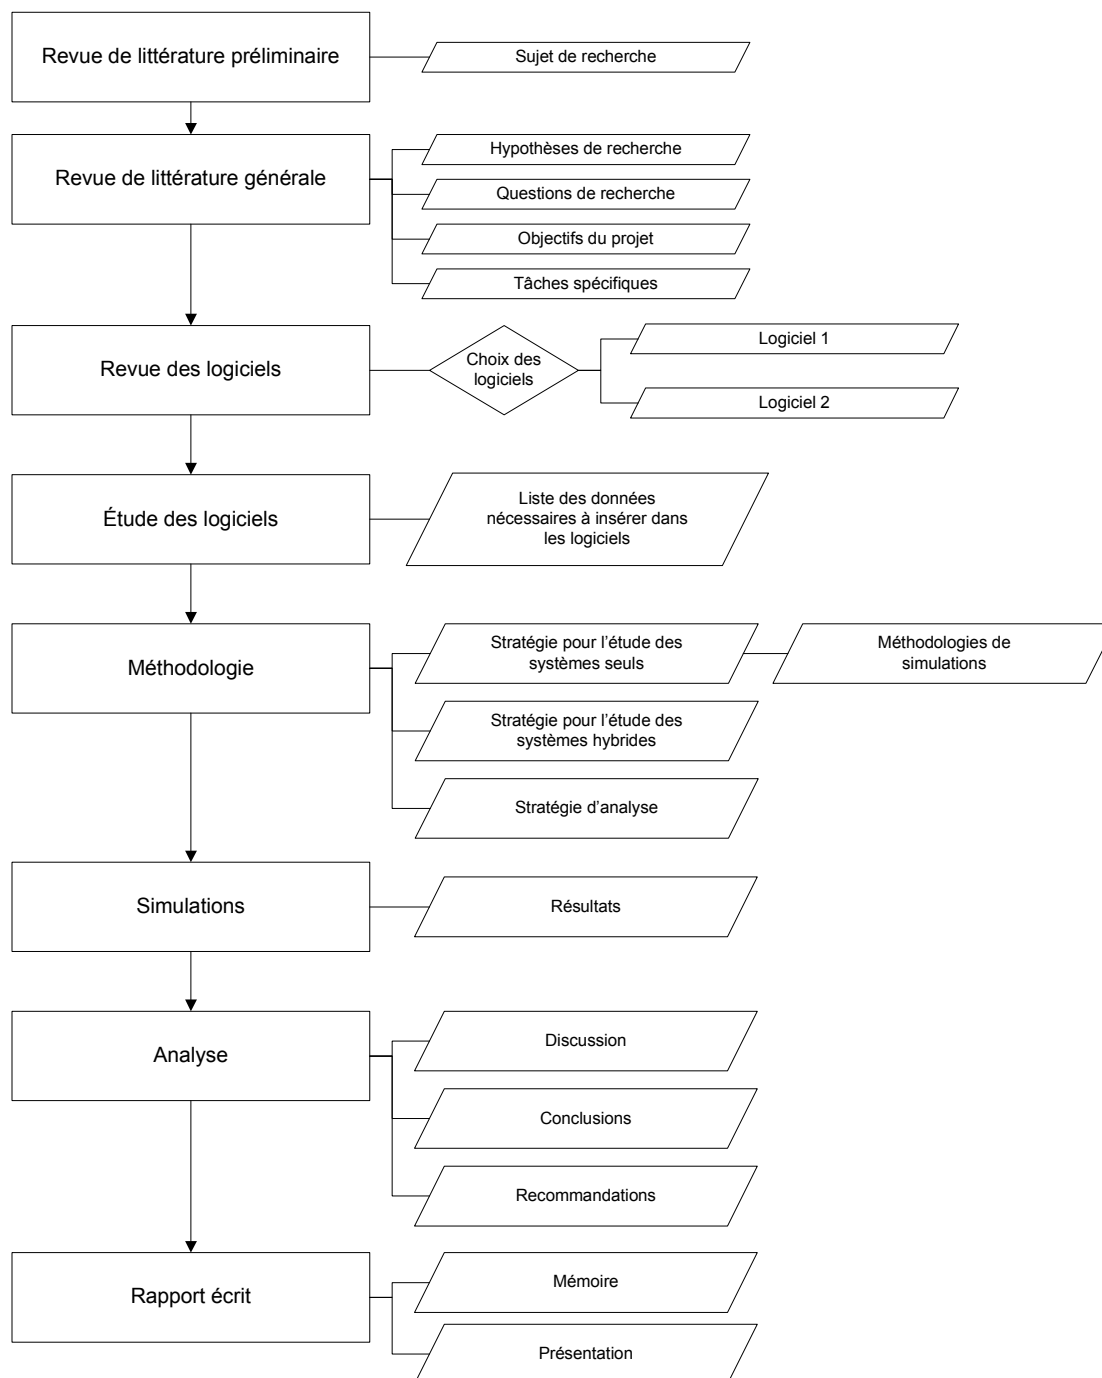 Revue de littérature préliminaire
Sujet de recherche
Revue de littérature générale
Hypothèses de recherche
Questions de recherche
Objectifs du projet
Tâches spécifiques
Revue des logiciels
Choix des
logiciels
Logiciel 1
Logiciel 2
Étude des logiciels
Liste des données
nécessaires à insérer dans
les logiciels
Méthodologie
Stratégie pour l’étude des
systèmes seuls
Méthodologies de
simulations
Stratégie pour l’étude des
systèmes hybrides
Stratégie d’analyse
Simulations
Résultats
Analyse
Discussion
Conclusions
Recommandations
Rapport écrit
Mémoire
Présentation